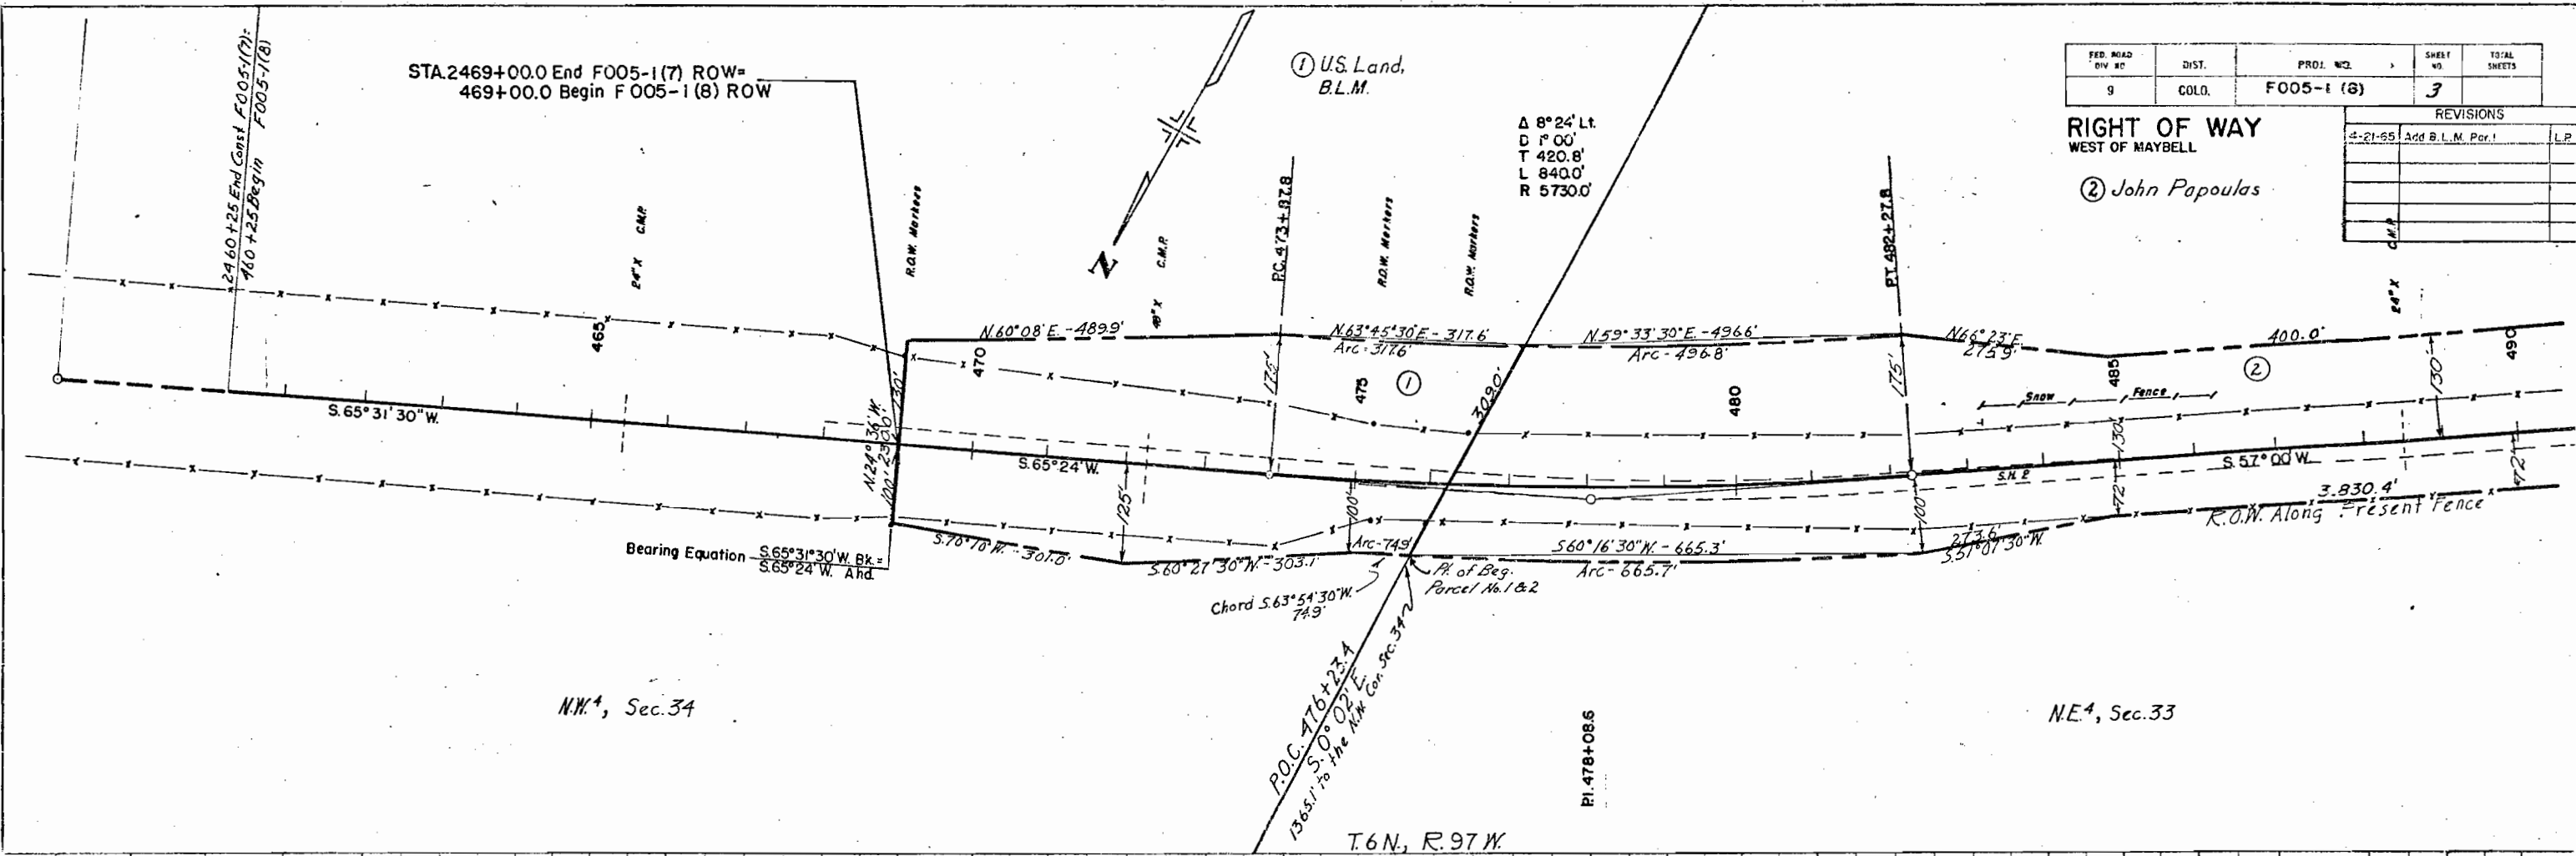 2460+25 End Const F005-1(7)=
460+25 Begin F005-1(8)
STA.2469+00.0 End F005-1(7) ROW=
469+00.0 Begin F 005-1(8) ROW
① U.S. Land,
B.L.M.
Δ 8°24' Lt.
D 1°00'
T 420.8'
L 840.0'
R 5730.0'
FED. ROAD DIV NO
DIST.
PROJ. NO.
SHEET NO.
TOTAL SHEETS
9
COLO.
F005-1 (8)
3
RIGHT OF WAY
WEST OF MAYBELL
② John Papoulas
REVISIONS
4-21-65 Add B.L.M. Par.1 L.P.
24" X C.M.P.
R.O.W. Markers
N
48" X C.M.P.
P.C. 473+87.8
R.O.W. Markers
R.O.W. Markers
P.T. 482+27.8
24" X C.M.P.
465
470
475
480
485
490
N.60°08'E.-489.9'
N.63°45'30"E-317.6'
Arc-317.6'
N.59°33'30"E-496.6'
Arc-496.8'
N.66°23'E.
275.9'
400.0'
①
②
130'
175'
309.0'
175'
130'
130'
Snow Fence
S.65°31'30"W.
N.24°36'W.
100', 230.0'
S.65°24'W.
S.H. 2
S.57°00'W.
125'
100'
100'
72'
72'
3,830.4'
R.O.W. Along Present Fence
Bearing Equation S.65°31'30"W. Bk.=
S.65°24'W. Ahd.
S.70°10'W.-301.0'
S.60°27'30"W.-303.1'
Arc-74.9'
S.60°16'30"W.-665.3'
Arc-665.7'
273.6'
S.51°07'30"W.
Chord S.63°54'30"W.
74.9'
Pt. of Beg.
Parcel No. 1 & 2
P.O.C. 476+23.4
S.0°02'E.
1365.1' to the N.W. Cor. Sec. 34
N.W.4, Sec.34
P.I. 478+08.6
N.E.4, Sec.33
T.6N., R.97W.